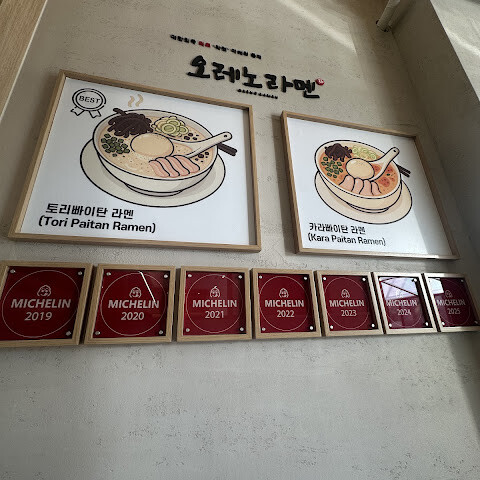 오레노라멘
BEST
토리빠이탄 라멘
(Tori Paitan Ramen)
카라빠이탄 라멘
(Kara Paitan Ramen)
MICHELIN
2019
MICHELIN
2020
MICHELIN
2021
MICHELIN
2022
MICHELIN
2023
MICHELIN
2024
MICHELIN
2025